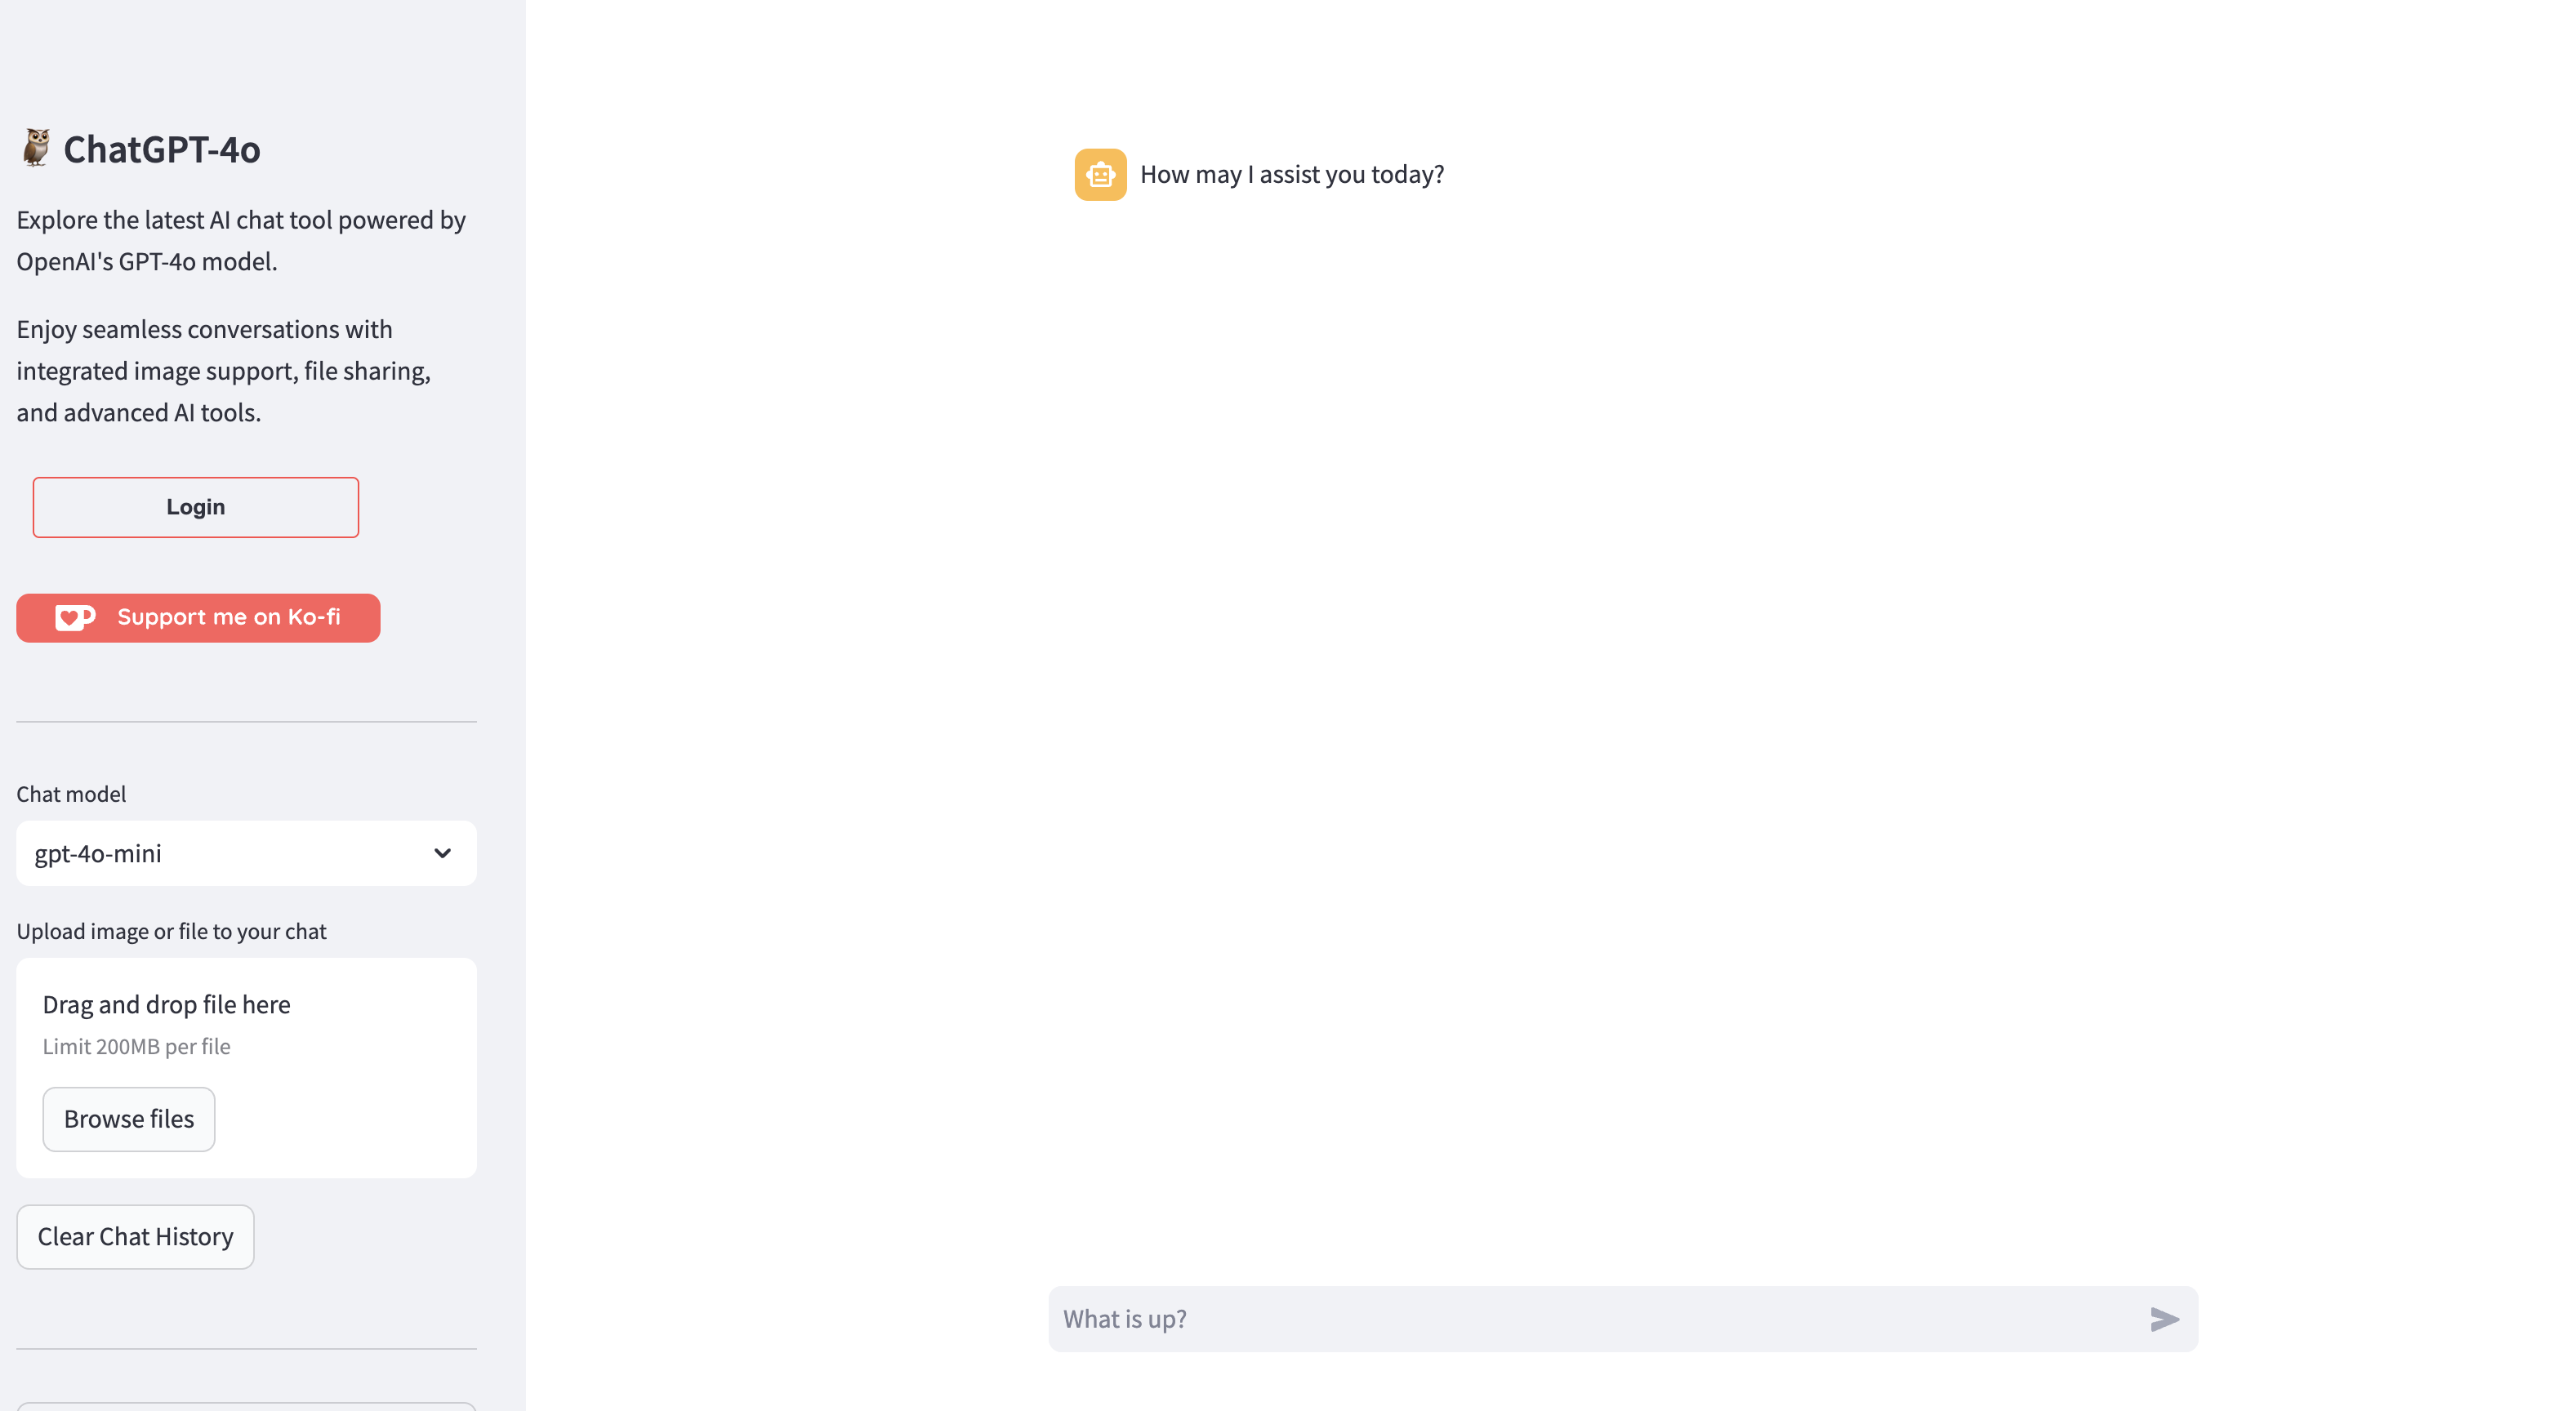 ChatGPT-4o
Explore the latest AI chat tool powered by
OpenAI's GPT-4o model.
Enjoy seamless conversations with
integrated image support, file sharing,
and advanced AI tools.
Login
Support me on Ko-fi
Chat model
gpt-4o-mini
Upload image or file to your chat
Drag and drop file here
Limit 200MB per file
Browse files
Clear Chat History
How may I assist you today?
What is up?